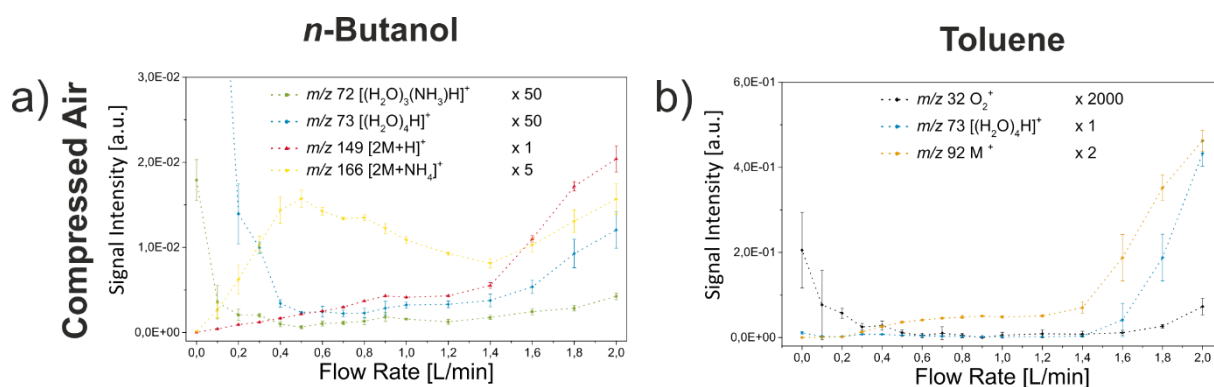 n-Butanol
Toluene
a)
Compressed Air
Signal Intensity [a.u.]
3,0E-02
2,0E-02
1,0E-02
0,0E+00
m/z 72 [(H₂O)₃(NH₃)H]⁺ x 50
m/z 73 [(H₂O)₄H]⁺ x 50
m/z 149 [2M+H]⁺ x 1
m/z 166 [2M+NH₄]⁺ x 5
0,0 0,2 0,4 0,6 0,8 1,0 1,2 1,4 1,6 1,8 2,0
Flow Rate [L/min]
b)
Signal Intensity [a.u.]
6,0E-01
4,0E-01
2,0E-01
0,0E+00
m/z 32 O₂⁺ x 2000
m/z 73 [(H₂O)₄H]⁺ x 1
m/z 92 M⁺ x 2
0,0 0,2 0,4 0,6 0,8 1,0 1,2 1,4 1,6 1,8 2,0
Flow Rate [L/min]